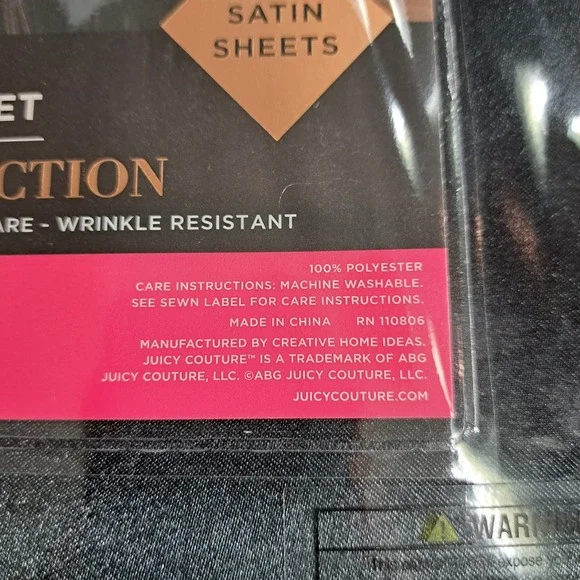 SATIN
SHEETS
ET
CTION
ARE - WRINKLE RESISTANT
100% POLYESTER
CARE INSTRUCTIONS: MACHINE WASHABLE.
SEE SEWN LABEL FOR CARE INSTRUCTIONS.
MADE IN CHINA RN 110806
MANUFACTURED BY CREATIVE HOME IDEAS.
JUICY COUTURE™ IS A TRADEMARK OF ABG
JUICY COUTURE, LLC. ©ABG JUICY COUTURE, LLC.
JUICYCOUTURE.COM
WARN
This expose